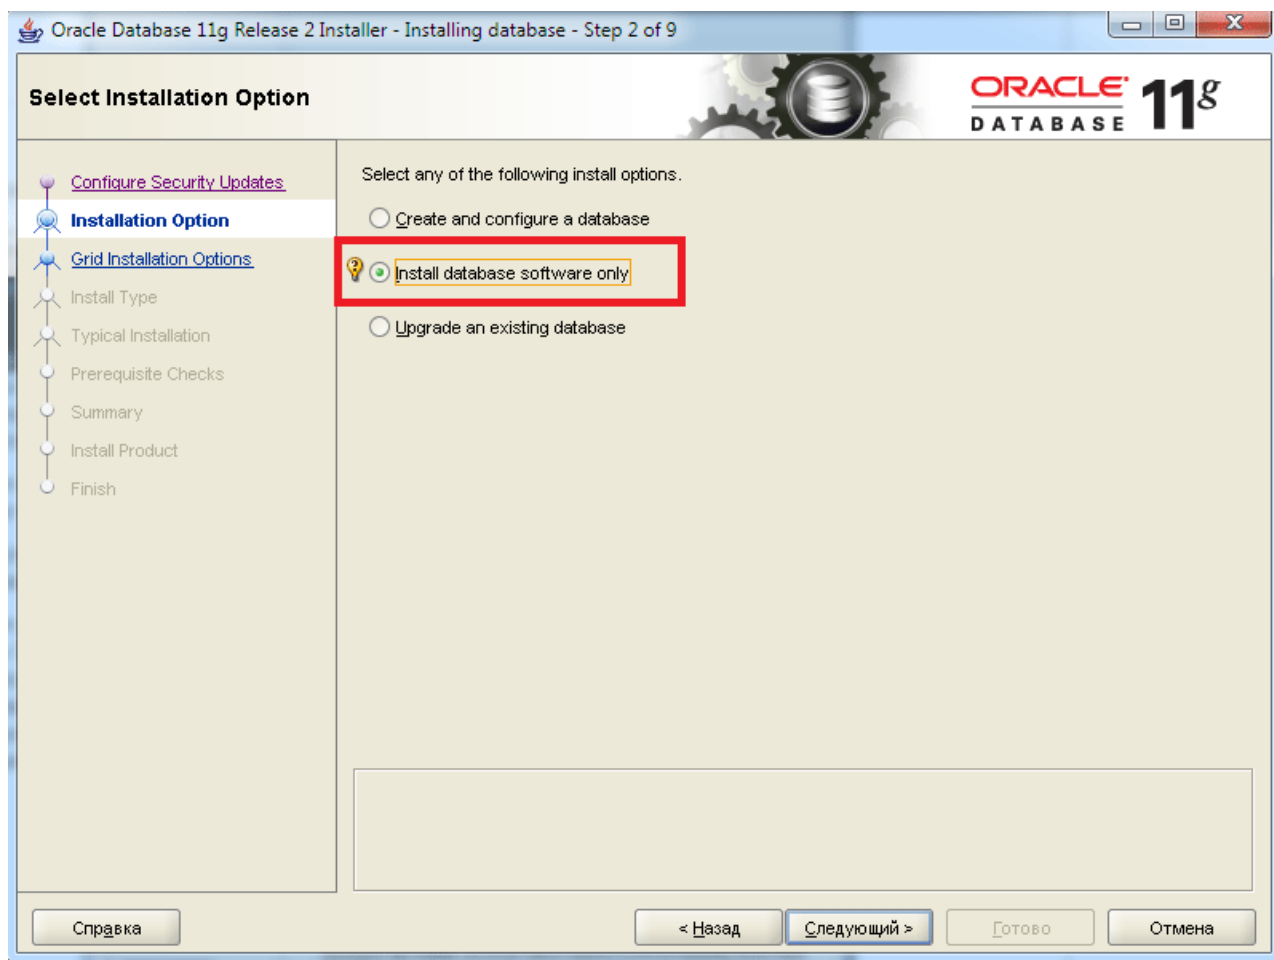 Oracle Database 11g Release 2 Installer - Installing database - Step 2 of 9
Select Installation Option
ORACLE
DATABASE
11g
Configure Security Updates
Installation Option
Grid Installation Options
Install Type
Typical Installation
Prerequisite Checks
Summary
Install Product
Finish
Select any of the following install options.
Create and configure a database
Install database software only
Upgrade an existing database
Справка
< Назад
Следующий >
Готово
Отмена